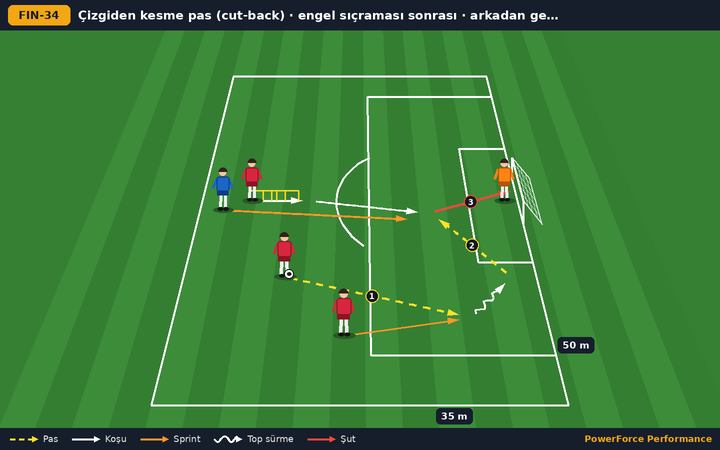 FIN-34
Çizgiden kesme pas (cut-back) · engel sıçraması sonrası · arkadan ge...
3
2
1
50 m
35 m
Pas
Koşu
Sprint
Top sürme
Şut
PowerForce Performance